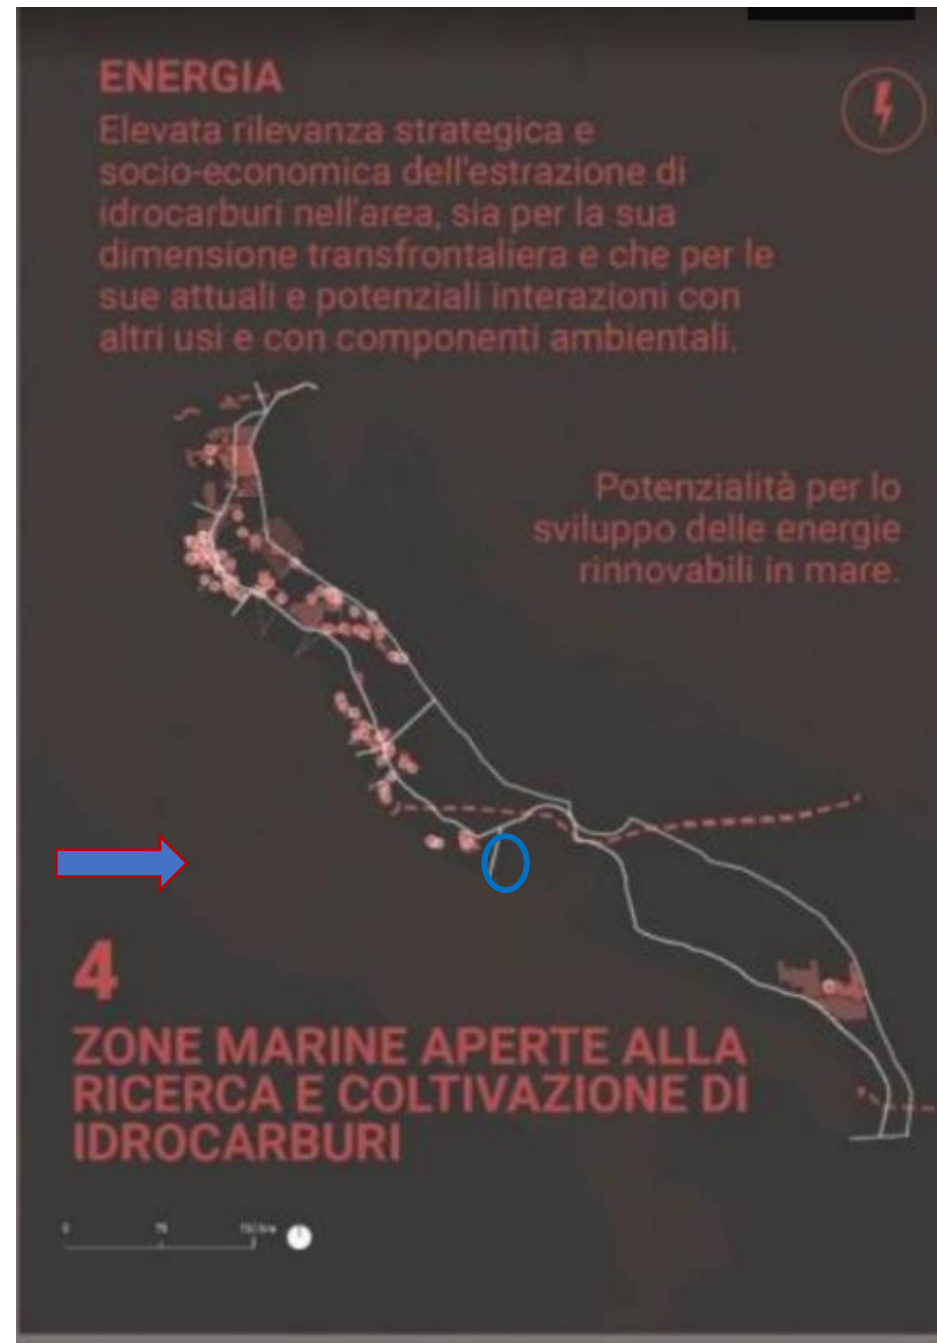 ENERGIA
Elevata rilevanza strategica e
socio-economica dell'estrazione di
idrocarburi nell'area, sia per la sua
dimensione transfrontaliera e che per le
sue attuali e potenziali interazioni con
altri usi e con componenti ambientali.
Potenzialità per lo
sviluppo delle energie
rinnovabili in mare.
4
ZONE MARINE APERTE ALLA
RICERCA E COLTIVAZIONE DI
IDROCARBURI
0 75